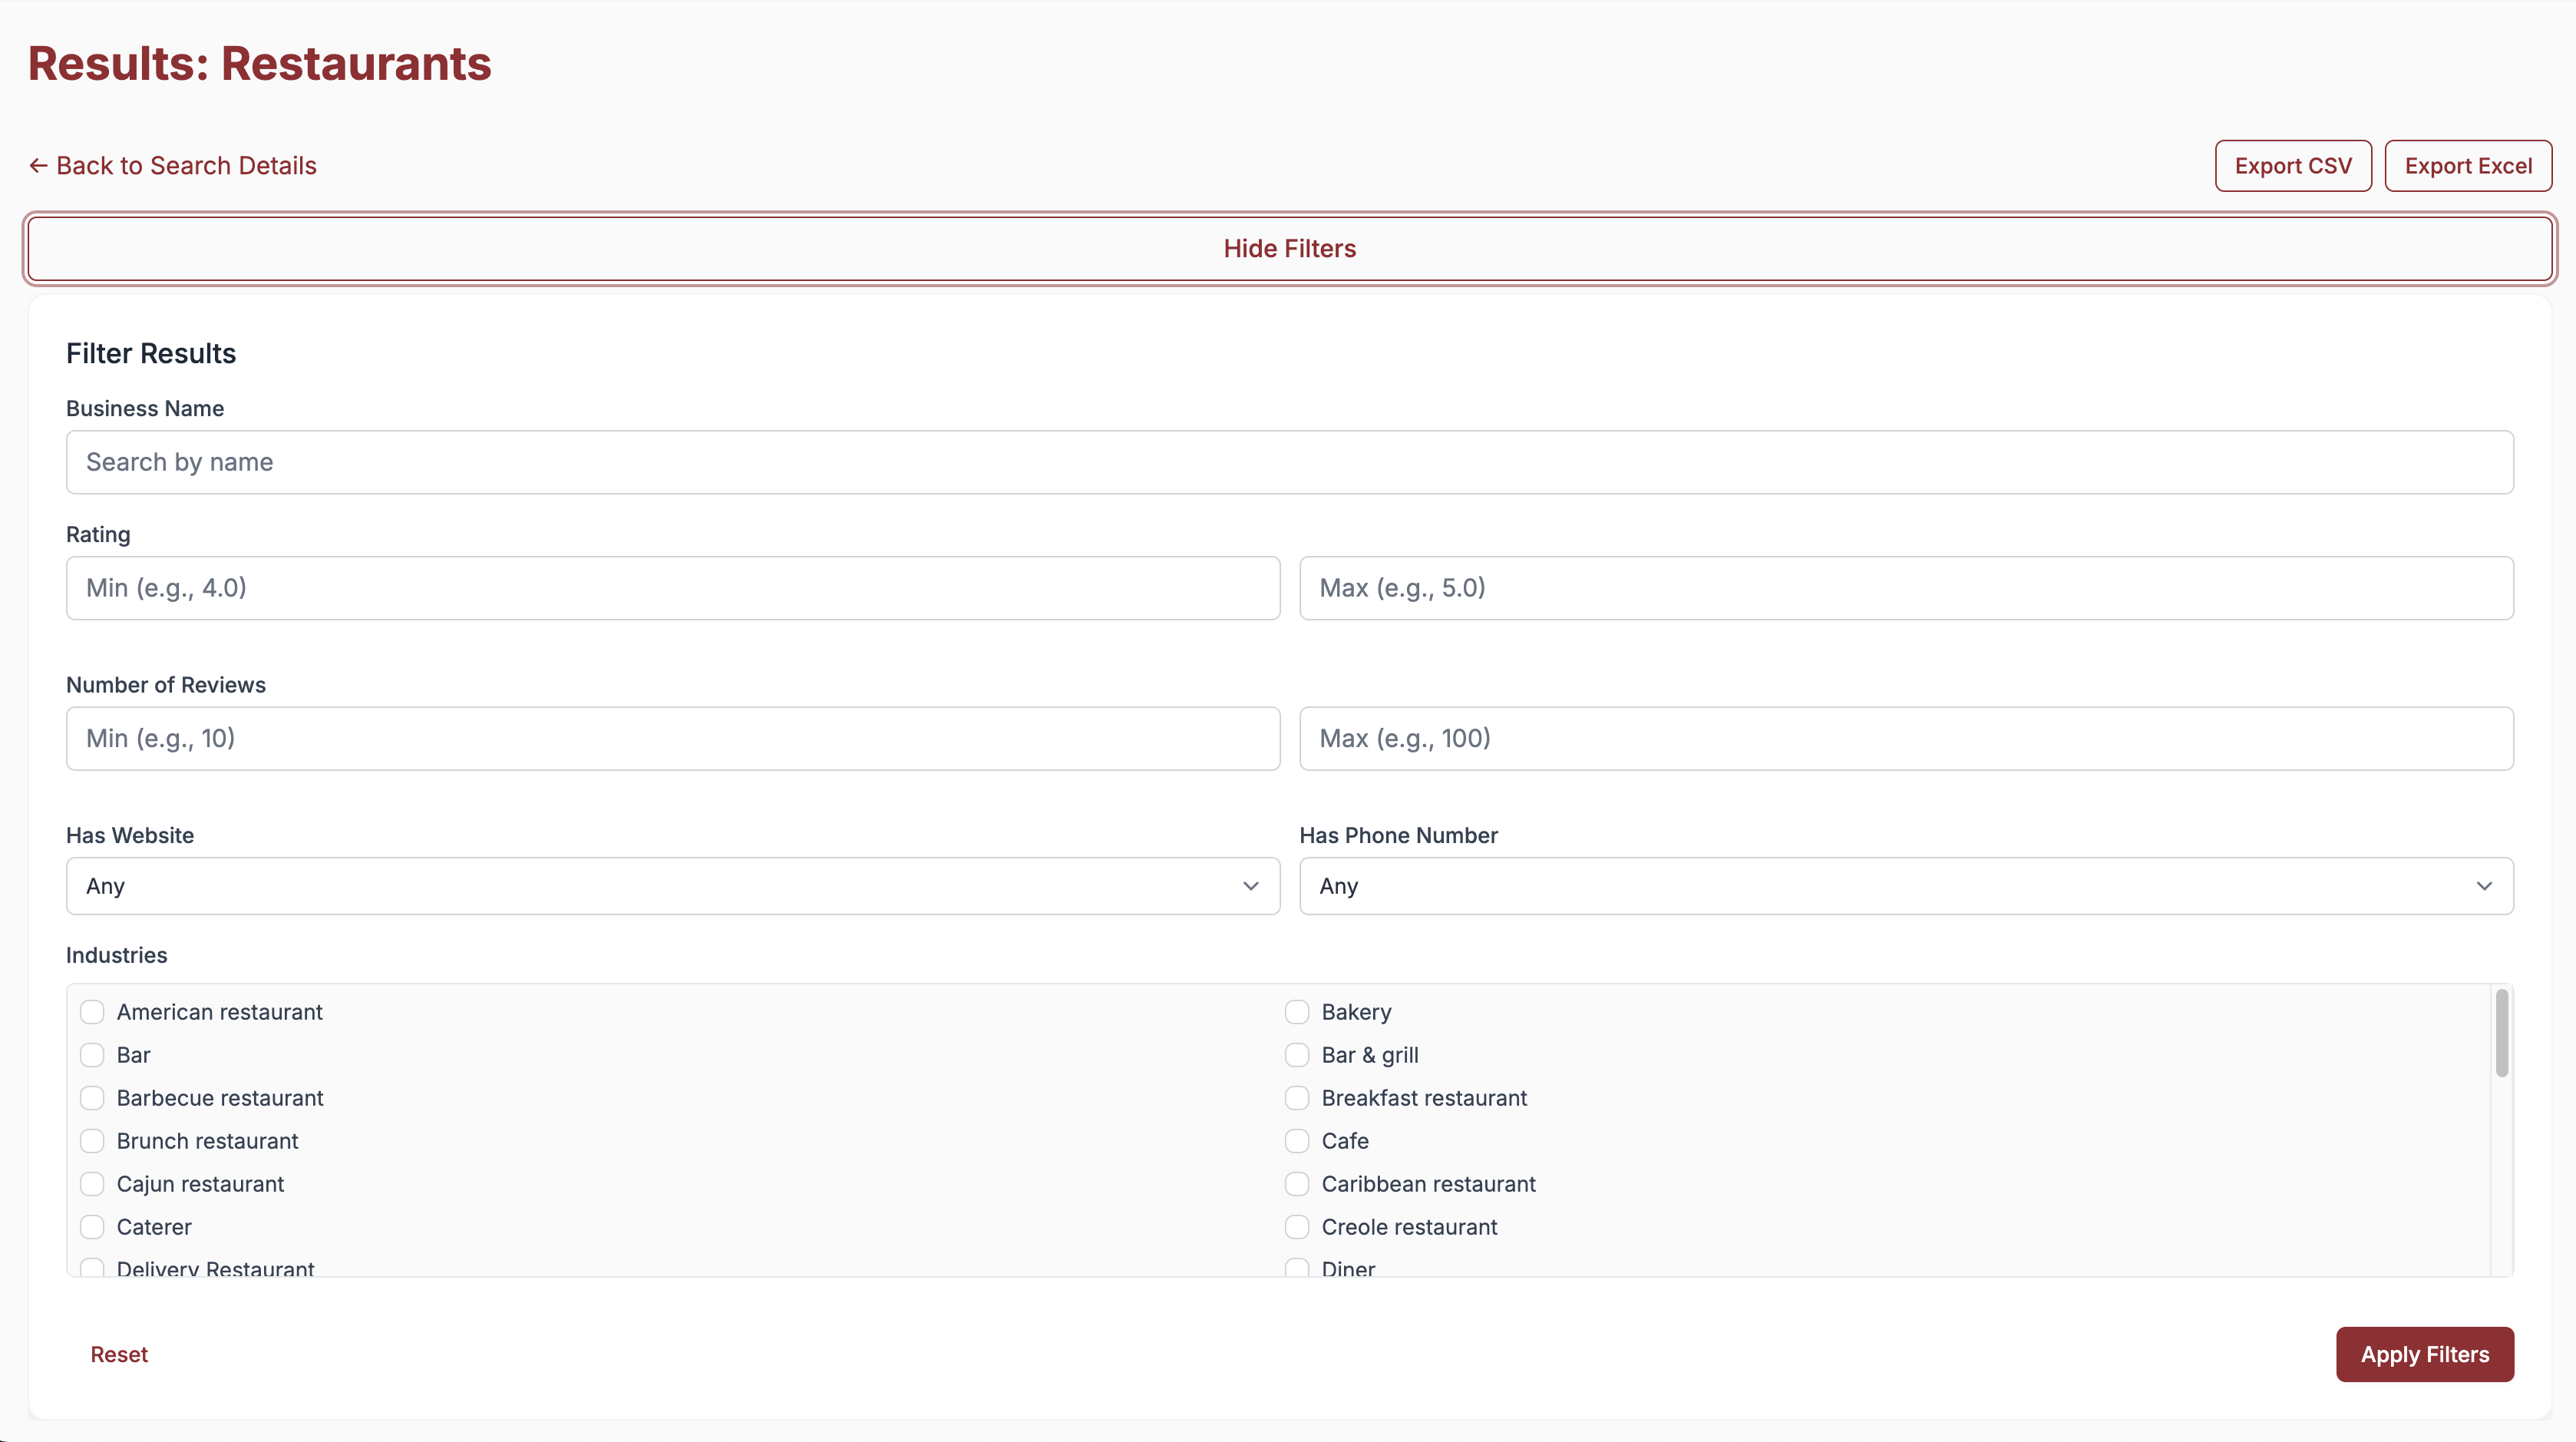 Results: Restaurants
← Back to Search Details
Export CSV
Export Excel
Hide Filters
Filter Results
Business Name
Search by name
Rating
Min (e.g., 4.0)
Max (e.g., 5.0)
Number of Reviews
Min (e.g., 10)
Max (e.g., 100)
Has Website
Has Phone Number
Any
Any
Industries
American restaurant
Bakery
Bar
Bar & grill
Barbecue restaurant
Breakfast restaurant
Brunch restaurant
Cafe
Cajun restaurant
Caribbean restaurant
Caterer
Creole restaurant
Delivery Restaurant
Diner
Reset
Apply Filters